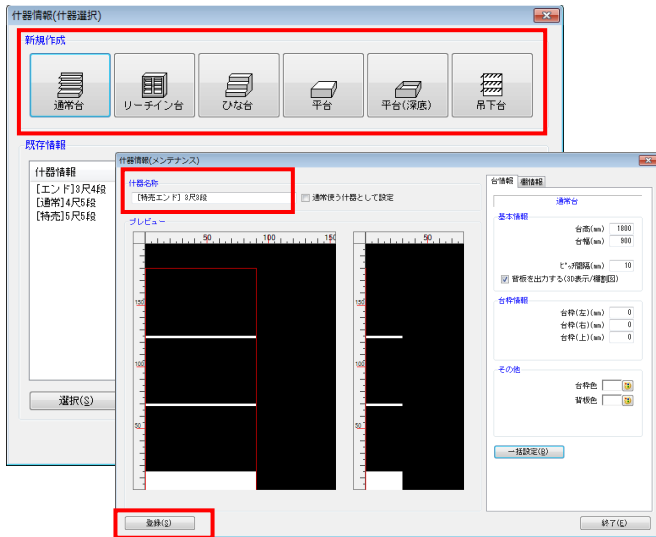 什器情報(什器選択)
新規作成
通常台
リーチイン台
ひな台
平台
平台(深底)
吊下台
既存情報
什器情報
[エンド]3尺4段
[通常]4尺5段
[特売]5尺5段
選択(S)
什器情報(メンテナンス)
什器名称
[特売エンド] 3尺3段
通常使う什器として設定
プレビュー
50 100 150
150
100
50
50
150
100
50
登録(S)
台情報 棚情報
通常台
基本情報
台高(mm) 1800
台幅(mm) 900
ピッチ間隔(mm) 10
背板を出力する(3D表示/棚割図)
台枠情報
台枠(左)(mm) 0
台枠(右)(mm) 0
台枠(上)(mm) 0
その他
台枠色
背板色
一括設定(B)
終了(E)